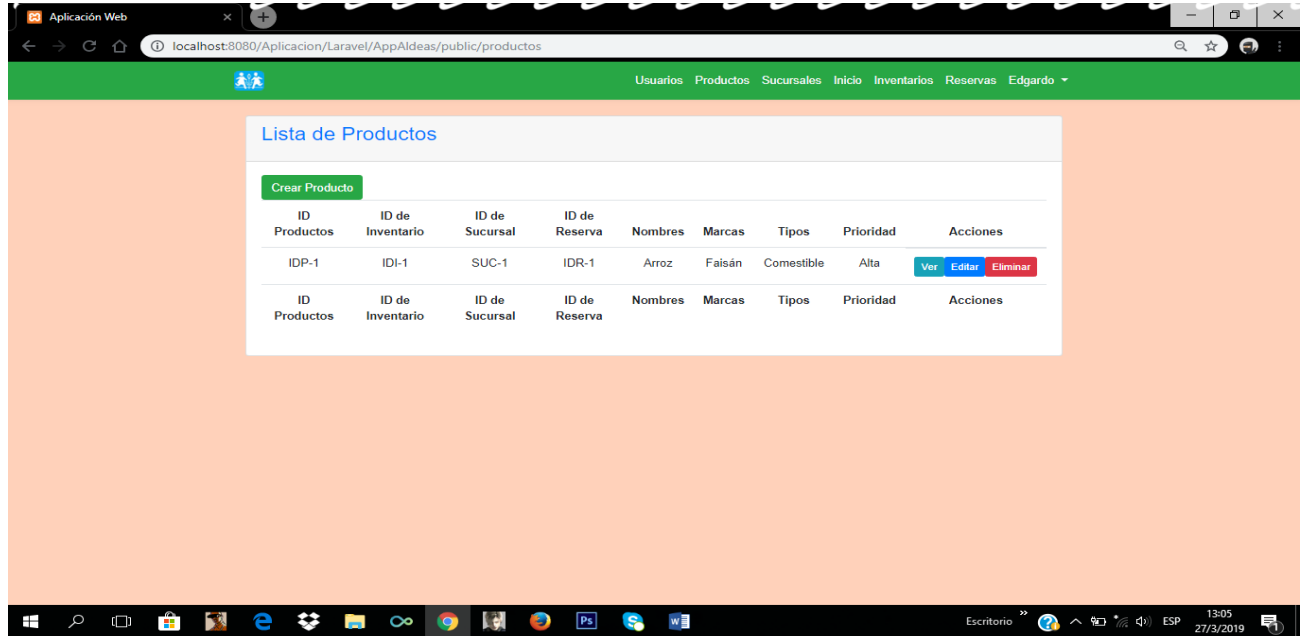 Aplicación Web
localhost:8080/Aplicacion/Laravel/AppAIdeas/public/productos
Usuarios Productos Sucursales Inicio Inventarios Reservas Edgardo
Lista de Productos
Crear Producto
ID Productos ID de Inventario ID de Sucursal ID de Reserva Nombres Marcas Tipos Prioridad Acciones
IDP-1 IDI-1 SUC-1 IDR-1 Arroz Faisán Comestible Alta Ver Editar Eliminar
ID Productos ID de Inventario ID de Sucursal ID de Reserva Nombres Marcas Tipos Prioridad Acciones
Ps
Escritorio
ESP
13:05
27/3/2019